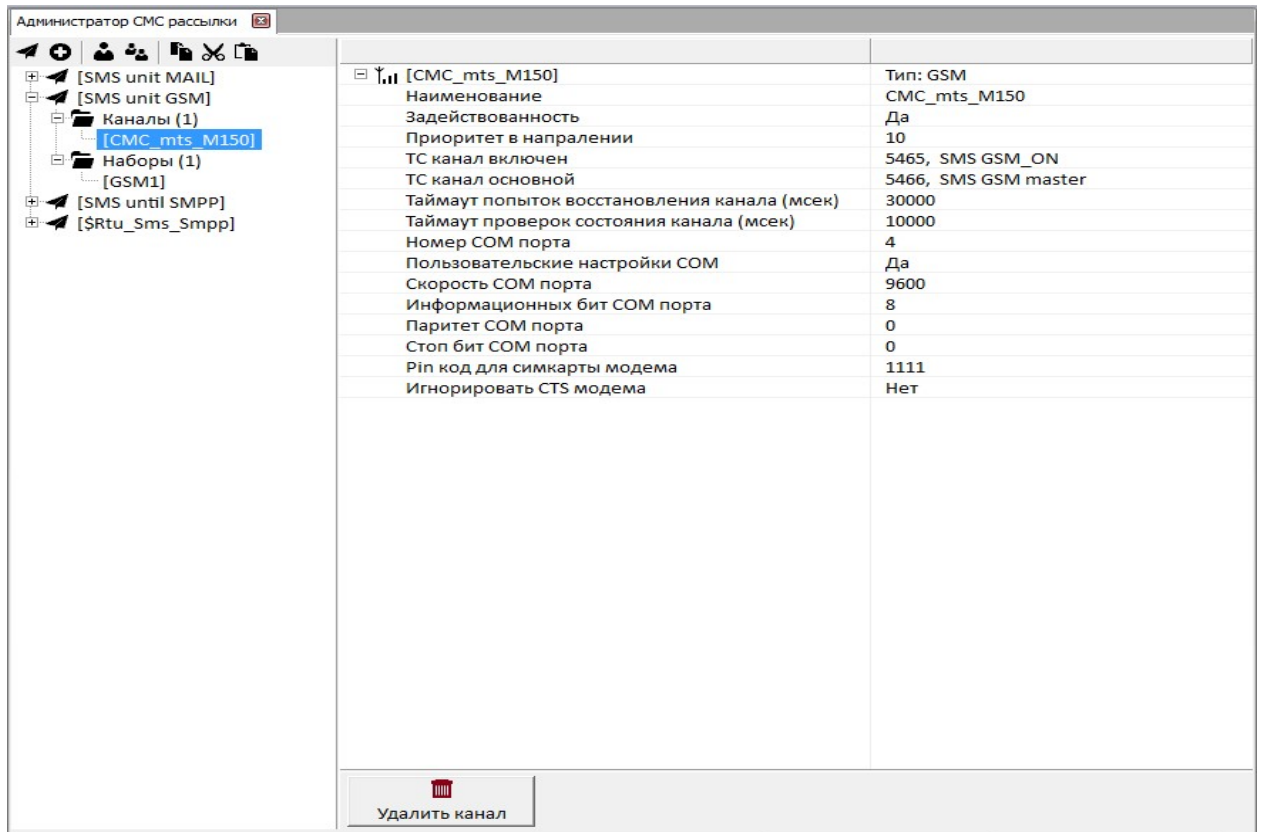 Администратор СМС рассылки
[SMS unit MAIL]
[SMS unit GSM]
Каналы (1)
[CMC_mts_M150]
Наборы (1)
[GSM1]
[SMS until SMPP]
[$Rtu_Sms_Smpp]
[CMC_mts_M150] Тип: GSM
Наименование CMC_mts_M150
Задействованность Да
Приоритет в напралении 10
ТС канал включен 5465, SMS GSM_ON
ТС канал основной 5466, SMS GSM master
Таймаут попыток восстановления канала (мсек) 30000
Таймаут проверок состояния канала (мсек) 10000
Номер COM порта 4
Пользовательские настройки COM Да
Скорость COM порта 9600
Информационных бит COM порта 8
Паритет COM порта 0
Стоп бит COM порта 0
Pin код для симкарты модема 1111
Игнорировать CTS модема Нет
Удалить канал